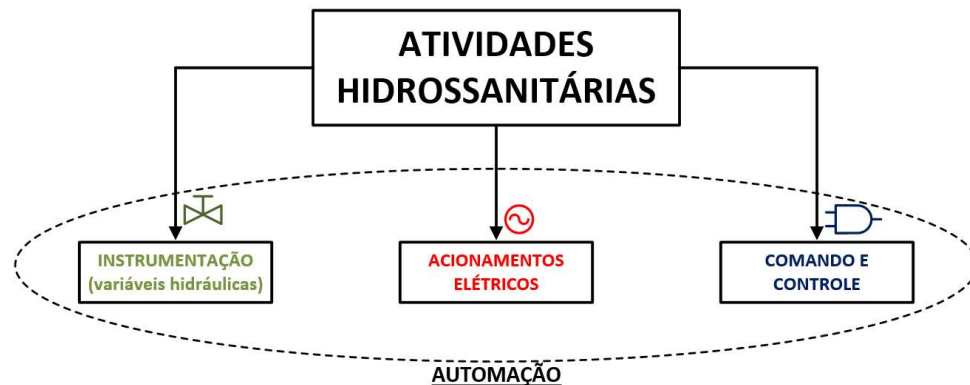 ATIVIDADES
HIDROSSANITÁRIAS
INSTRUMENTAÇÃO
(variáveis hidráulicas)
ACIONAMENTOS
ELÉTRICOS
COMANDO E
CONTROLE
AUTOMAÇÃO